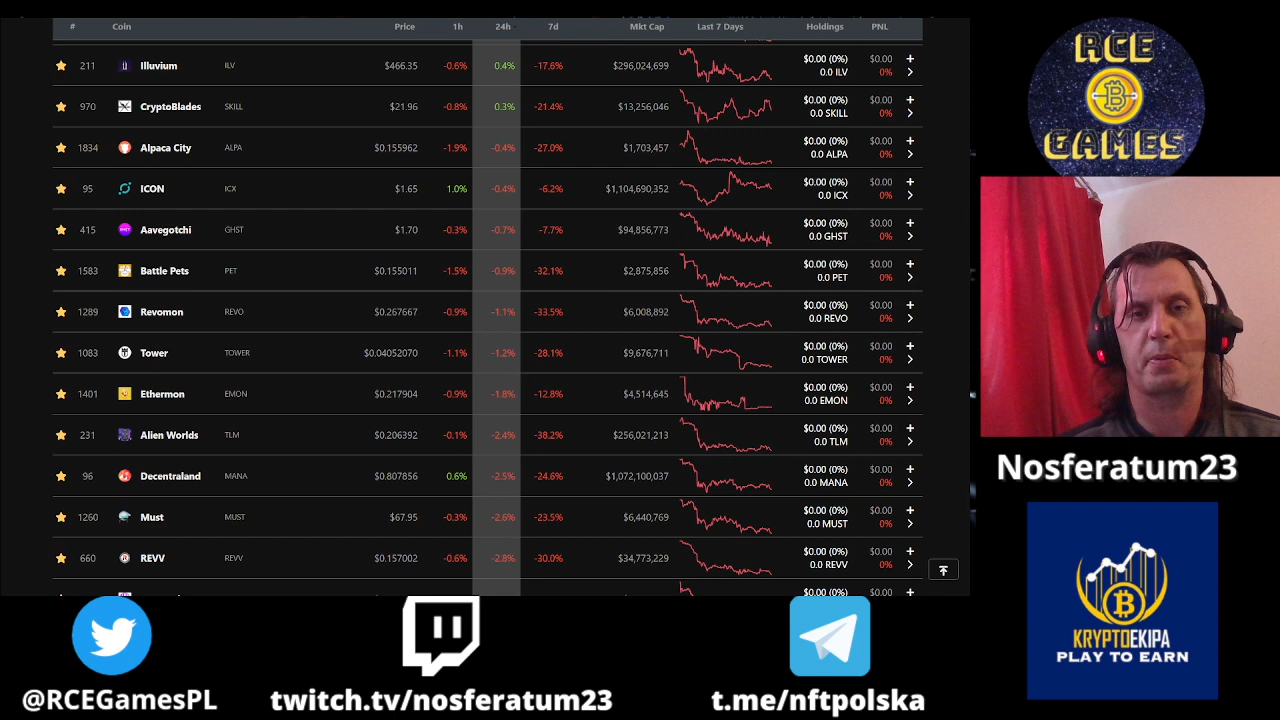 # Coin Price 1h 24h 7d Mkt Cap Last 7 Days Holdings PNL
211 Illuvium ILV $466.35 -0.6% 0.4% -17.6% $296,024,699 $0.00 (0%) $0.00 +
0.0 ILV 0%
970 CryptoBlades SKILL $21.96 -0.8% 0.3% -21.4% $13,256,046 $0.00 (0%) $0.00 +
0.0 SKILL 0%
1834 Alpaca City ALPA $0.155962 -1.9% -0.4% -27.0% $1,703,457 $0.00 (0%) $0.00 +
0.0 ALPA 0%
95 ICON ICX $1.65 1.0% -0.4% -6.2% $1,104,690,352 $0.00 (0%) $0.00 +
0.0 ICX 0%
415 Aavegotchi GHST $1.70 -0.3% -0.7% -7.7% $94,856,773 $0.00 (0%) $0.00 +
0.0 GHST 0%
1583 Battle Pets PET $0.155011 -1.5% -0.9% -32.1% $2,875,856 $0.00 (0%) $0.00 +
0.0 PET 0%
1289 Revomon REVO $0.267667 -0.9% -1.1% -33.5% $6,008,892 $0.00 (0%) $0.00 +
0.0 REVO 0%
1083 Tower TOWER $0.04052070 -1.1% -1.2% -28.1% $9,676,711 $0.00 (0%) $0.00 +
0.0 TOWER 0%
1401 Ethermon EMON $0.217904 -0.9% -1.8% -12.8% $4,514,645 $0.00 (0%) $0.00 +
0.0 EMON 0%
231 Alien Worlds TLM $0.206392 -0.1% -2.4% -38.2% $256,021,213 $0.00 (0%) $0.00 +
0.0 TLM 0%
96 Decentraland MANA $0.807856 0.6% -2.5% -24.6% $1,072,100,037 $0.00 (0%) $0.00 +
0.0 MANA 0%
1260 Must MUST $67.95 -0.3% -2.6% -23.5% $6,440,769 $0.00 (0%) $0.00 +
0.0 MUST 0%
660 REVV REVV $0.157002 -0.6% -2.8% -30.0% $34,773,229 $0.00 (0%) $0.00 +
0.0 REVV 0%
$0.00 (0%) $0.00 +
RCE
GAMES
Nosferatum23
KRYPTOEKIPA
PLAY TO EARN
@RCEGamesPL twitch.tv/nosferatum23 t.me/nftpolska